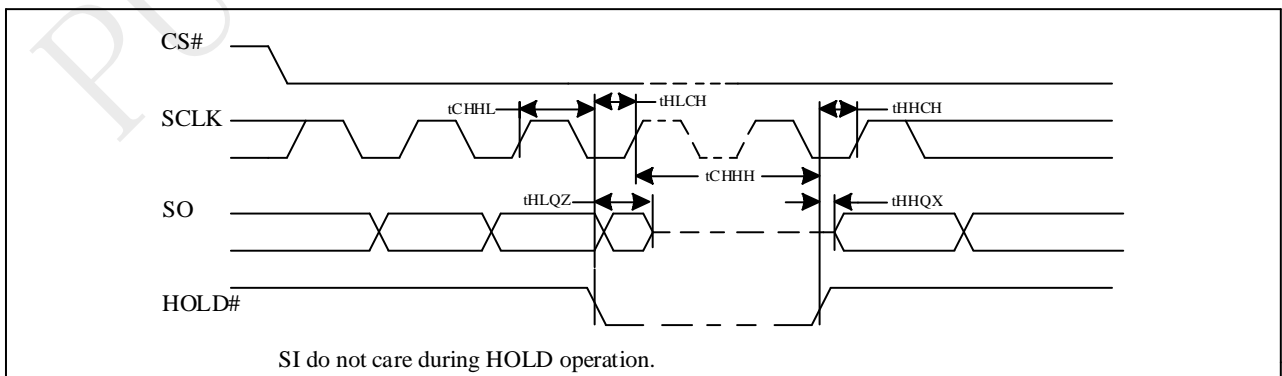 CS#
tCHHL
tHLCH
tHHCH
SCLK
tCHHH
tHLQZ
tHHQX
SO
HOLD#
SI do not care during HOLD operation.